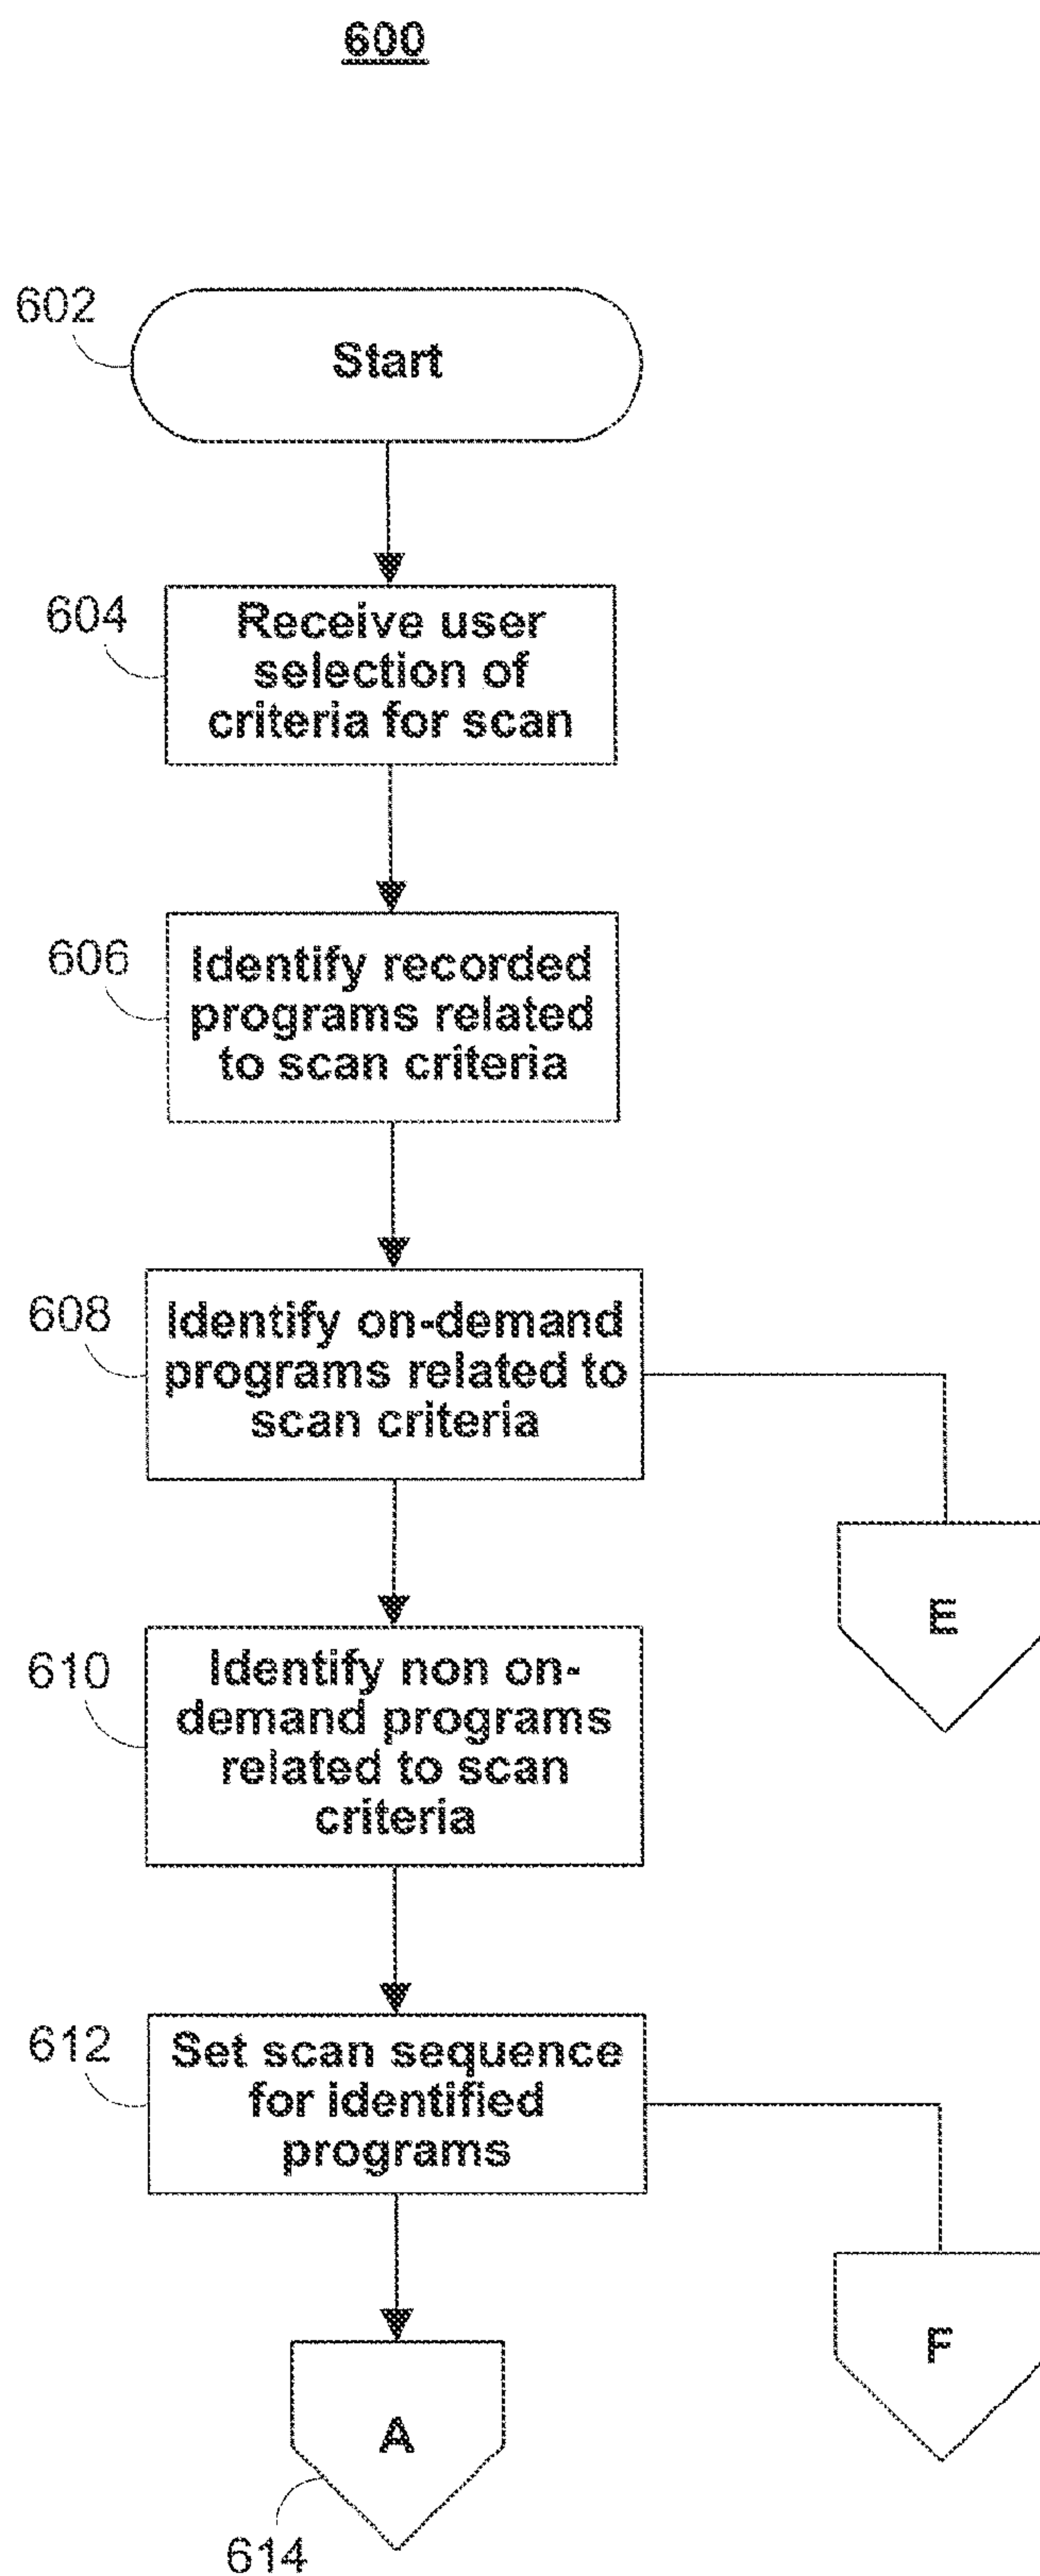 600
602
Start
604
Receive user
selection of
criteria for scan
606
Identify recorded
programs related
to scan criteria
608
Identify on-demand
programs related to
scan criteria
E
610
Identify non on-
demand programs
related to scan
criteria
612
Set scan sequence
for identified
programs
F
A
614